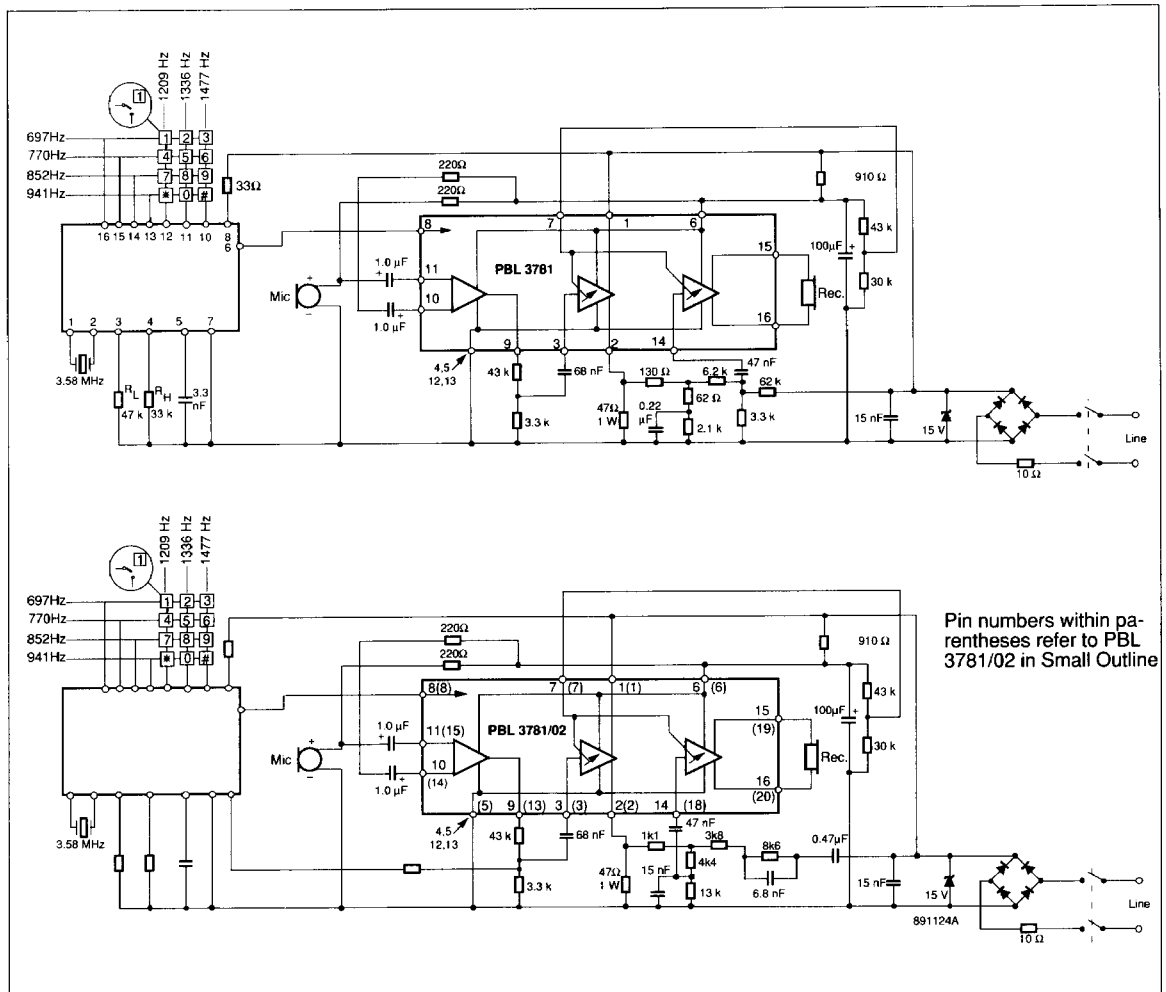 1209 Hz
1336 Hz
1477 Hz
1
697Hz
1 2 3
770Hz
4 5 6
852Hz
7 8 9
941Hz
* 0 #
33Ω
16 15 14 13 12 11 10 8
6
1 2 3 4 5 7
3.58 MHz
R_L
47 k
R_H
33 k
3.3
nF
220Ω
220Ω
Mic
+
−
1.0 µF
+
1.0 µF
+
8
7
1
6
11
10
PBL 3781
15
16
Rec.
9
3
2
14
4,5
12,13
43 k
68 nF
3.3 k
47Ω
1 W
130 Ω
0.22
µF
62 Ω
2.1 k
6.2 k
47 nF
3.3 k
62 k
910 Ω
100µF
+
43 k
30 k
15 nF
15 V
10 Ω
Line
1209 Hz
1336 Hz
1477 Hz
1
697Hz
1 2 3
770Hz
4 5 6
852Hz
7 8 9
941Hz
* 0 #
3.58 MHz
220Ω
220Ω
Mic
+
−
1.0 µF
+
1.0 µF
+
8(8)
7 (7)
1(1)
6 (6)
11(15)
10
(14)
PBL 3781/02
15
(19)
16
(20)
Rec.
(5)
9 (13)
3 (3)
2(2)
14 (18)
4,5
12,13
43 k
68 nF
3.3 k
47Ω
1 W
1k1
15 nF
47 nF
4k4
13 k
3k8
8k6
6.8 nF
0.47µF
910 Ω
100µF
+
43 k
30 k
15 nF
15 V
891124A
10 Ω
Line
Pin numbers within pa-
rentheses refer to PBL
3781/02 in Small Outline